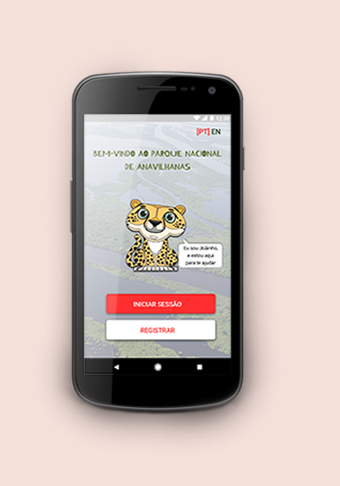 [PT] EN
BEM-VINDO AO PARQUE NACIONAL
DE ANAVILHANAS
Eu sou Joãinho,
e estou aqui
para te ajudar
INICIAR SESSÃO
REGISTRAR